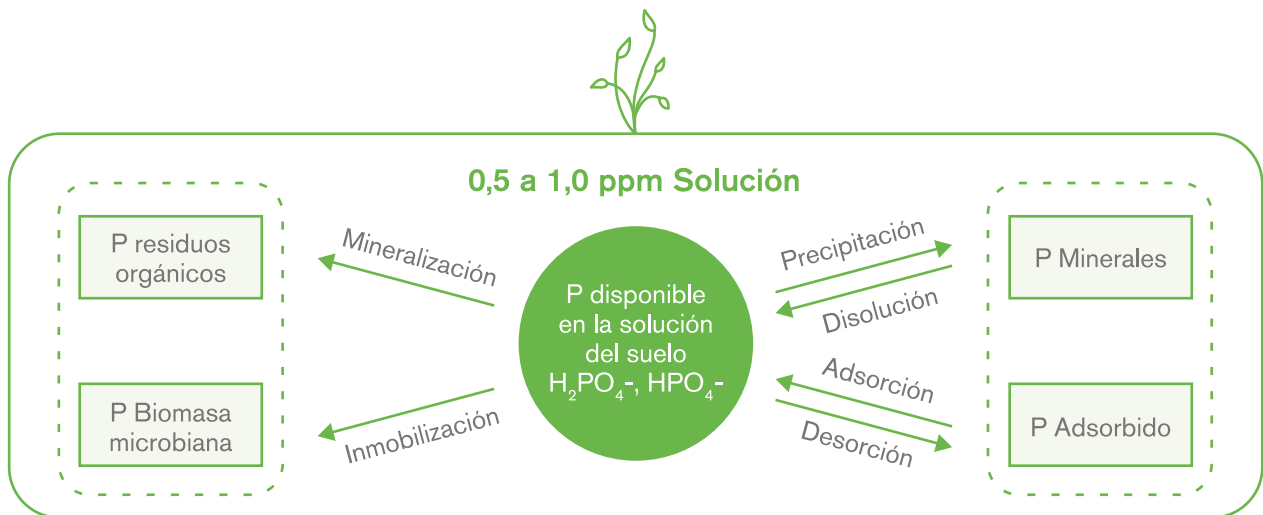 0,5 a 1,0 ppm Solución
P residuos
orgánicos
P Biomasa
microbiana
Mineralización
Inmobilización
P disponible
en la solución
del suelo
H₂PO₄-, HPO₄-
Precipitación
Disolución
Adsorción
Desorción
P Minerales
P Adsorbido